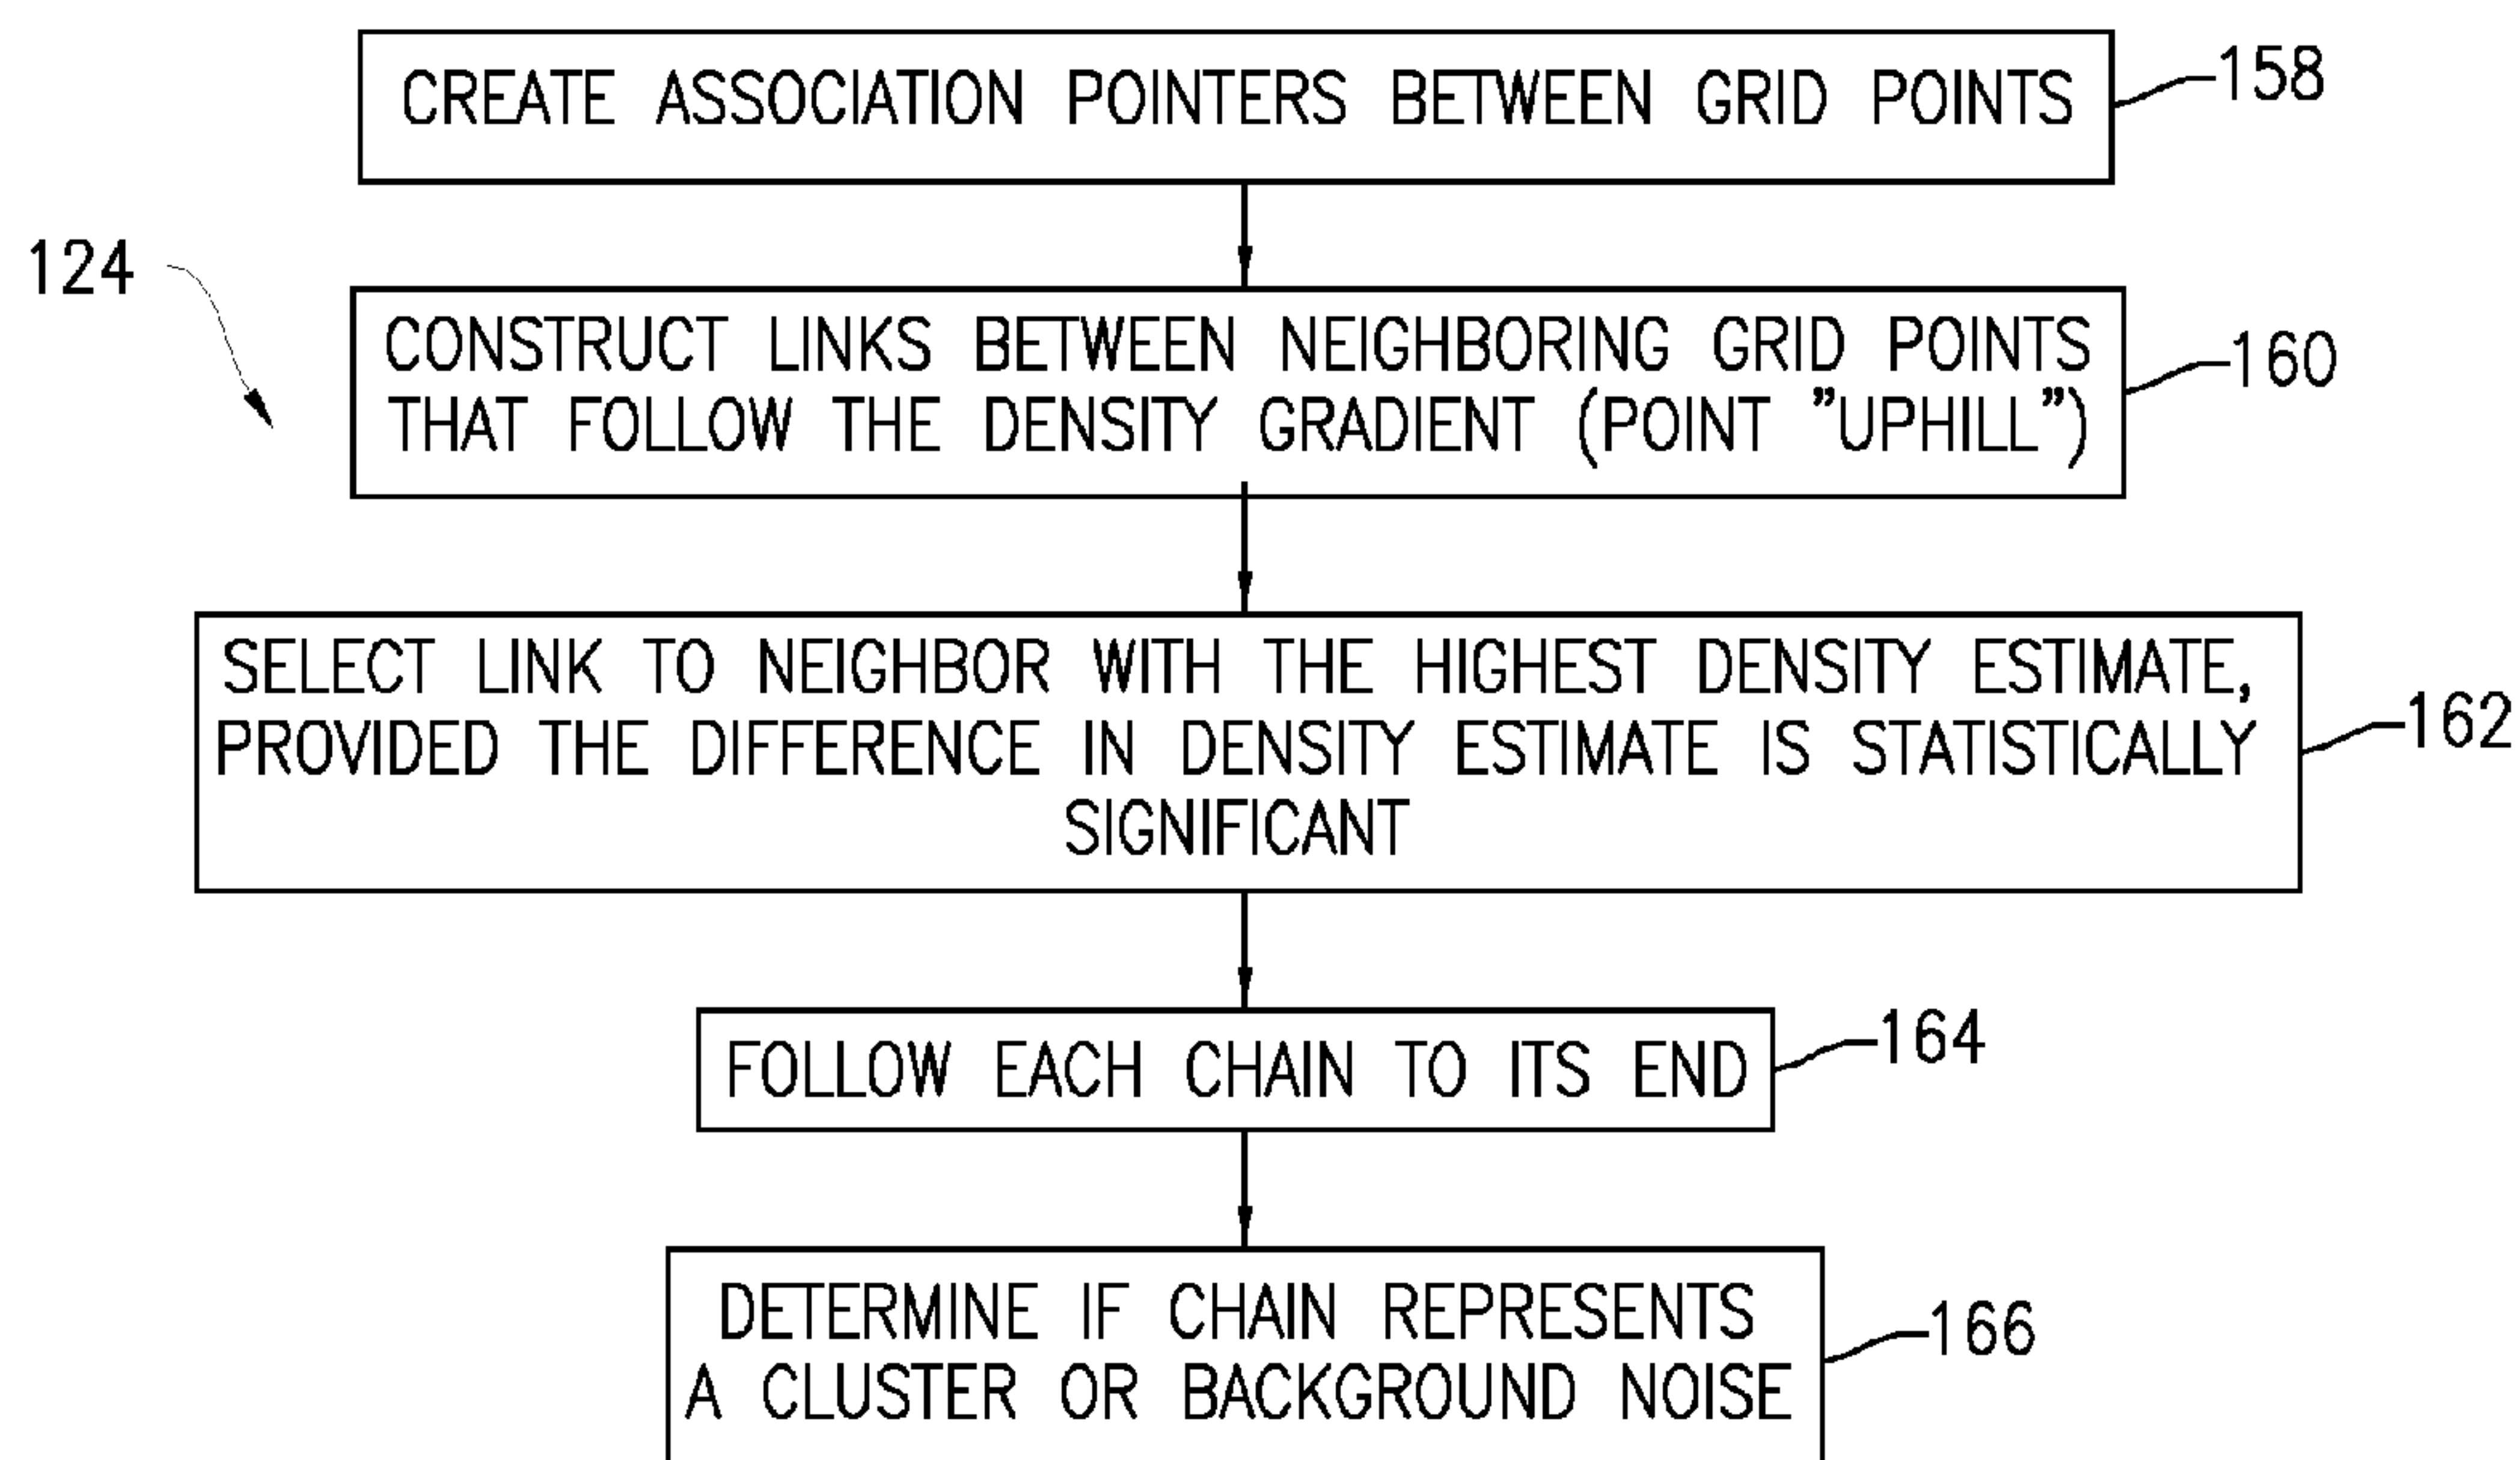 CREATE ASSOCIATION POINTERS BETWEEN GRID POINTS
158
124
CONSTRUCT LINKS BETWEEN NEIGHBORING GRID POINTS
THAT FOLLOW THE DENSITY GRADIENT (POINT ”UPHILL”)
160
SELECT LINK TO NEIGHBOR WITH THE HIGHEST DENSITY ESTIMATE,
PROVIDED THE DIFFERENCE IN DENSITY ESTIMATE IS STATISTICALLY
SIGNIFICANT
162
FOLLOW EACH CHAIN TO ITS END
164
DETERMINE IF CHAIN REPRESENTS
A CLUSTER OR BACKGROUND NOISE
166